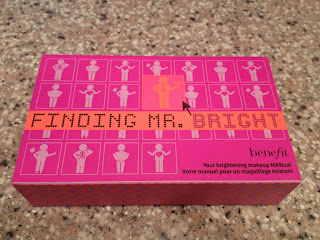 FINDING MR. BRIGHT
benefit
Your brightening makeup MANual
Votre manuel pour un maquillage éclatant